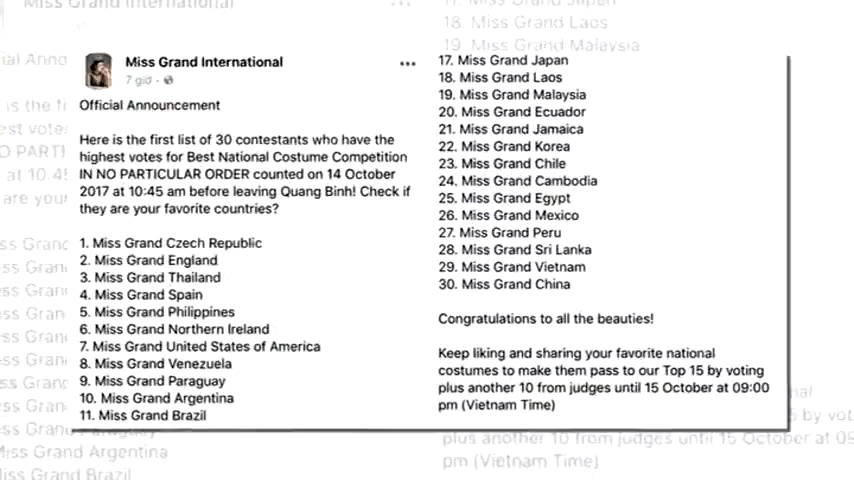 Miss Grand International
7 giờ
Official Announcement
Here is the first list of 30 contestants who have the
highest votes for Best National Costume Competition
IN NO PARTICULAR ORDER counted on 14 October
2017 at 10:45 am before leaving Quang Binh! Check if
they are your favorite countries?
1. Miss Grand Czech Republic
2. Miss Grand England
3. Miss Grand Thailand
4. Miss Grand Spain
5. Miss Grand Philippines
6. Miss Grand Northern Ireland
7. Miss Grand United States of America
8. Miss Grand Venezuela
9. Miss Grand Paraguay
10. Miss Grand Argentina
11. Miss Grand Brazil
17. Miss Grand Japan
18. Miss Grand Laos
19. Miss Grand Malaysia
20. Miss Grand Ecuador
21. Miss Grand Jamaica
22. Miss Grand Korea
23. Miss Grand Chile
24. Miss Grand Cambodia
25. Miss Grand Egypt
26. Miss Grand Mexico
27. Miss Grand Peru
28. Miss Grand Sri Lanka
29. Miss Grand Vietnam
30. Miss Grand China
Congratulations to all the beauties!
Keep liking and sharing your favorite national
costumes to make them pass to our Top 15 by voting
plus another 10 from judges until 15 October at 09:00
pm (Vietnam Time)